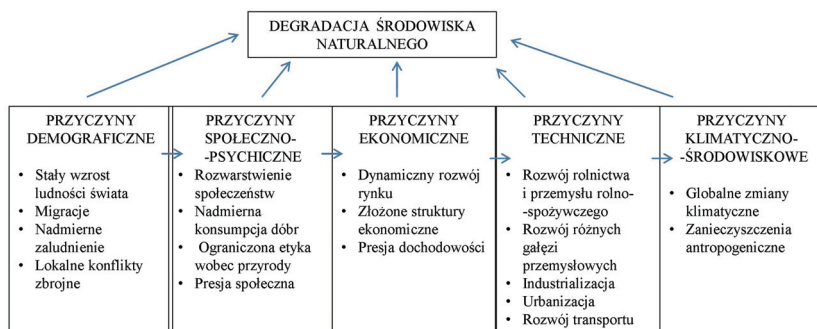 DEGRADACJA ŚRODOWISKA
NATURALNEGO
PRZYCZYNY
DEMOGRAFICZNE
• Stały wzrost
ludności świata
• Migracje
• Nadmierne
zaludnienie
• Lokalne konflikty
zbrojne
PRZYCZYNY
SPOŁECZNO-
-PSYCHICZNE
• Rozwarstwienie
społeczeństw
• Nadmierna
konsumpcja dóbr
• Ograniczona etyka
wobec przyrody
• Presja społeczna
PRZYCZYNY
EKONOMICZNE
• Dynamiczny rozwój
rynku
• Złożone struktury
ekonomiczne
• Presja dochodowości
PRZYCZYNY
TECHNICZNE
• Rozwój rolnictwa
i przemysłu rolno-
-spożywczego
• Rozwój różnych
gałęzi
przemysłowych
• Industrializacja
• Urbanizacja
• Rozwój transportu
PRZYCZYNY
KLIMATYCZNO-
-ŚRODOWISKOWE
• Globalne zmiany
klimatyczne
• Zanieczyszczenia
antropogeniczne